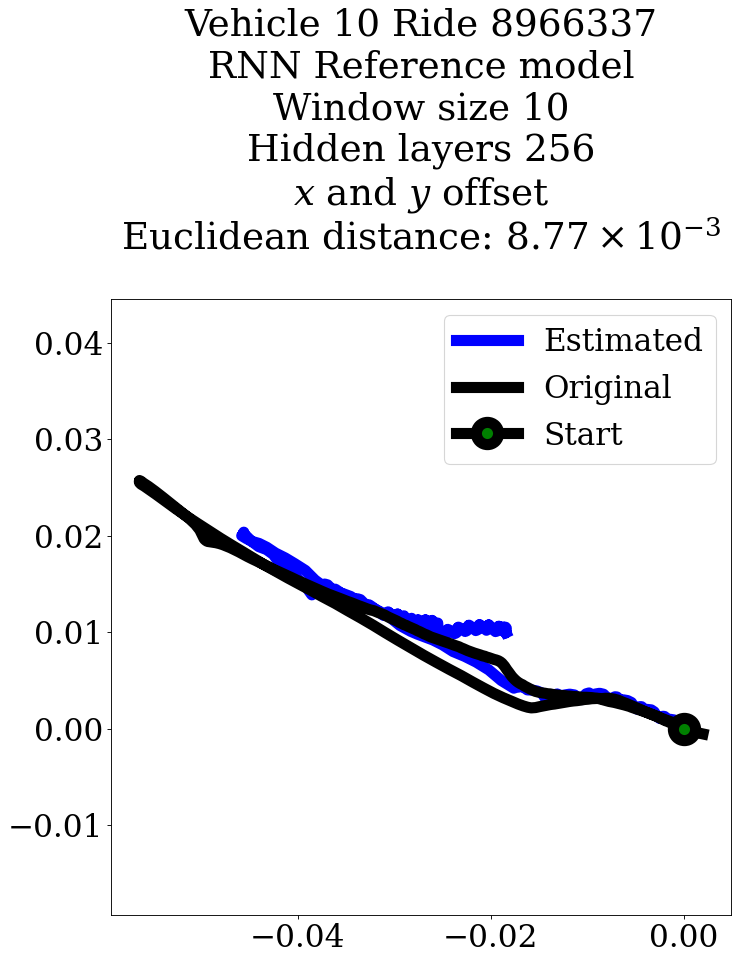 Vehicle 10 Ride 8966337
RNN Reference model
Window size 10
Hidden layers 256
x and y offset
Euclidean distance: 8.77 × 10⁻³
Estimated
Original
Start
0.04
0.03
0.02
0.01
0.00
−0.01
−0.04
−0.02
0.00